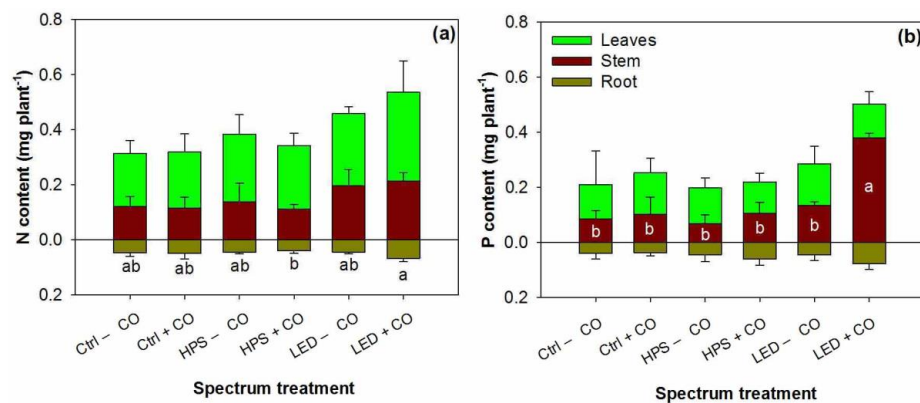 (a)
N content (mg plant-1)
0.8
0.6
0.4
0.2
0.0
0.2
ab
ab
ab
b
ab
a
Ctrl – CO
Ctrl + CO
HPS – CO
HPS + CO
LED – CO
LED + CO
Spectrum treatment
(b)
Leaves
Stem
Root
P content (mg plant-1)
0.8
0.6
0.4
0.2
0.0
0.2
b
b
b
b
b
a
Ctrl – CO
Ctrl + CO
HPS – CO
HPS + CO
LED – CO
LED + CO
Spectrum treatment